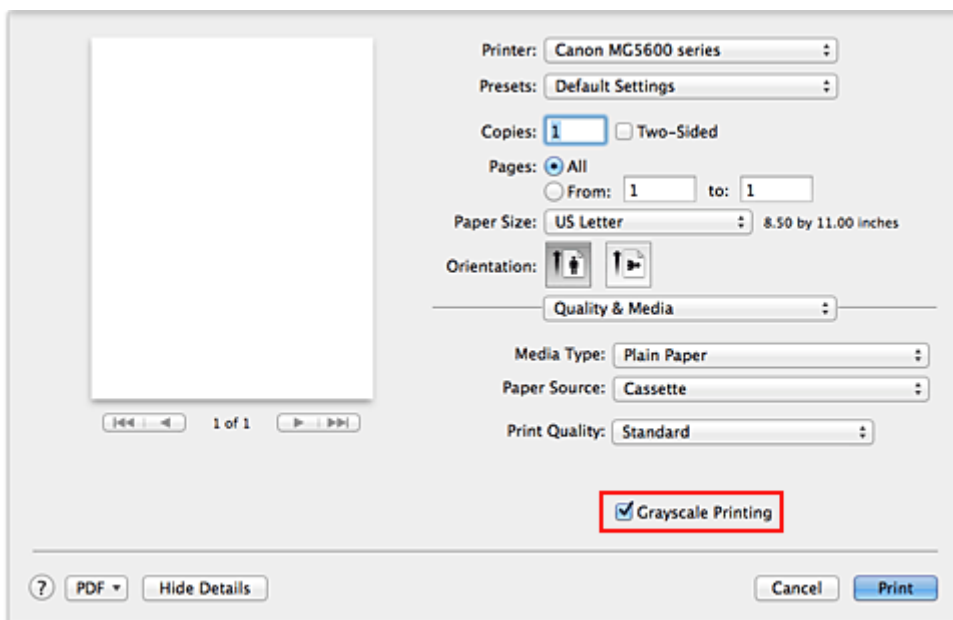 Printer: Canon MG5600 series
Presets: Default Settings
Copies: 1 Two-Sided
Pages: All
From: 1 to: 1
Paper Size: US Letter 8.50 by 11.00 inches
Orientation:
Quality & Media
Media Type: Plain Paper
Paper Source: Cassette
1 of 1
Print Quality: Standard
Grayscale Printing
? PDF Hide Details Cancel Print